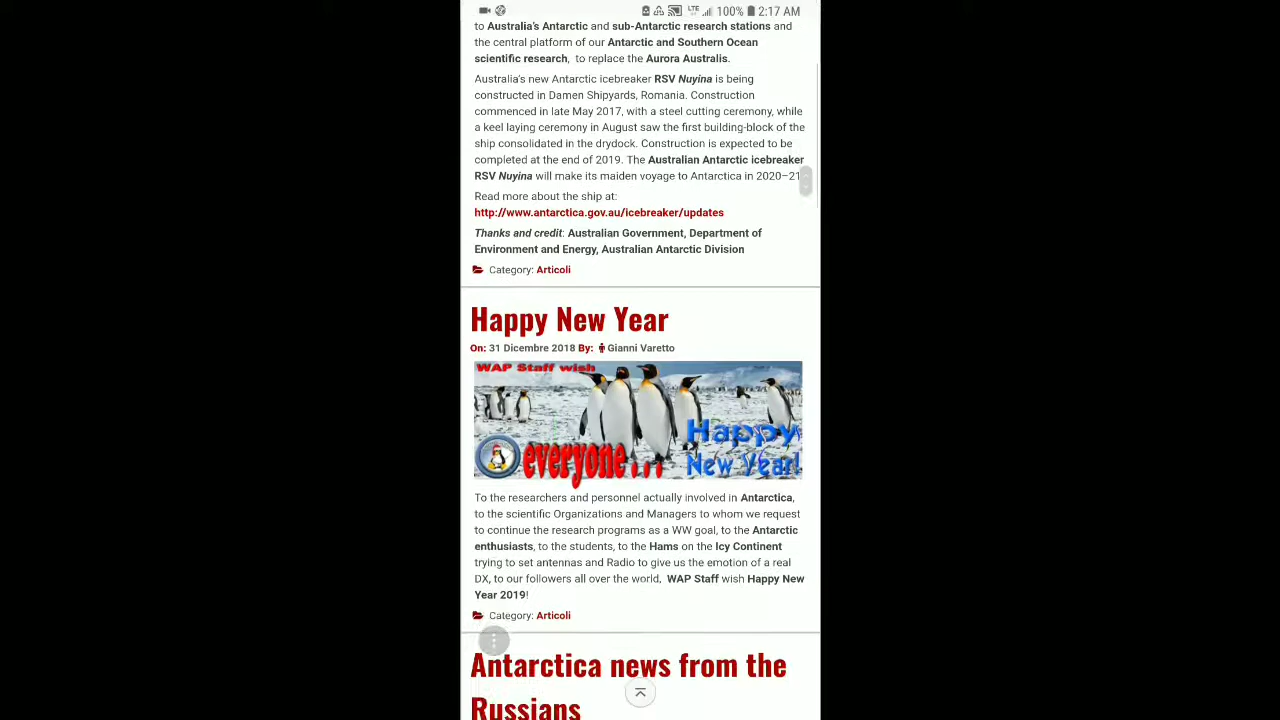 LTE 100% 2:17 AM
to Australia's Antarctic and sub-Antarctic research stations and
the central platform of our Antarctic and Southern Ocean
scientific research, to replace the Aurora Australis.
Australia's new Antarctic icebreaker RSV Nuyina is being
constructed in Damen Shipyards, Romania. Construction
commenced in late May 2017, with a steel cutting ceremony, while
a keel laying ceremony in August saw the first building-block of the
ship consolidated in the drydock. Construction is expected to be
completed at the end of 2019. The Australian Antarctic icebreaker
RSV Nuyina will make its maiden voyage to Antarctica in 2020–21
Read more about the ship at:
http://www.antarctica.gov.au/icebreaker/updates
Thanks and credit: Australian Government, Department of
Environment and Energy, Australian Antarctic Division
Category: Articoli
Happy New Year
On: 31 Dicembre 2018 By: Gianni Varetto
WAP Staff wish
everyone...
Happy
New Year!
To the researchers and personnel actually involved in Antarctica,
to the scientific Organizations and Managers to whom we request
to continue the research programs as a WW goal, to the Antarctic
enthusiasts, to the students, to the Hams on the Icy Continent
trying to set antennas and Radio to give us the emotion of a real
DX, to our followers all over the world, WAP Staff wish Happy New
Year 2019!
Category: Articoli
Antarctica news from the
Russians